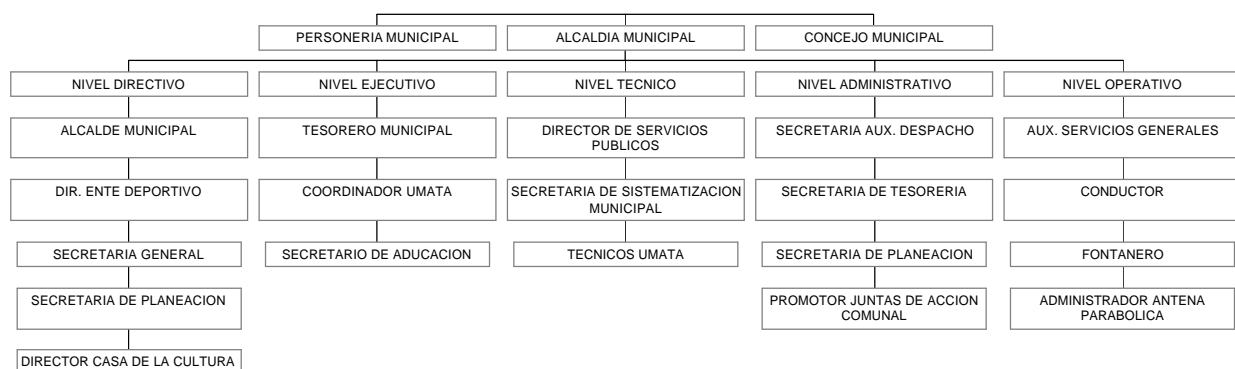 PERSONERIA MUNICIPAL
ALCALDIA MUNICIPAL
CONCEJO MUNICIPAL
NIVEL DIRECTIVO
NIVEL EJECUTIVO
NIVEL TECNICO
NIVEL ADMINISTRATIVO
NIVEL OPERATIVO
ALCALDE MUNICIPAL
TESORERO MUNICIPAL
DIRECTOR DE SERVICIOS
PUBLICOS
SECRETARIA AUX. DESPACHO
AUX. SERVICIOS GENERALES
DIR. ENTE DEPORTIVO
COORDINADOR UMATA
SECRETARIA DE SISTEMATIZACION
MUNICIPAL
SECRETARIA DE TESORERIA
CONDUCTOR
SECRETARIA GENERAL
SECRETARIO DE ADUCACION
TECNICOS UMATA
SECRETARIA DE PLANEACION
FONTANERO
SECRETARIA DE PLANEACION
PROMOTOR JUNTAS DE ACCION
COMUNAL
ADMINISTRADOR ANTENA
PARABOLICA
DIRECTOR CASA DE LA CULTURA